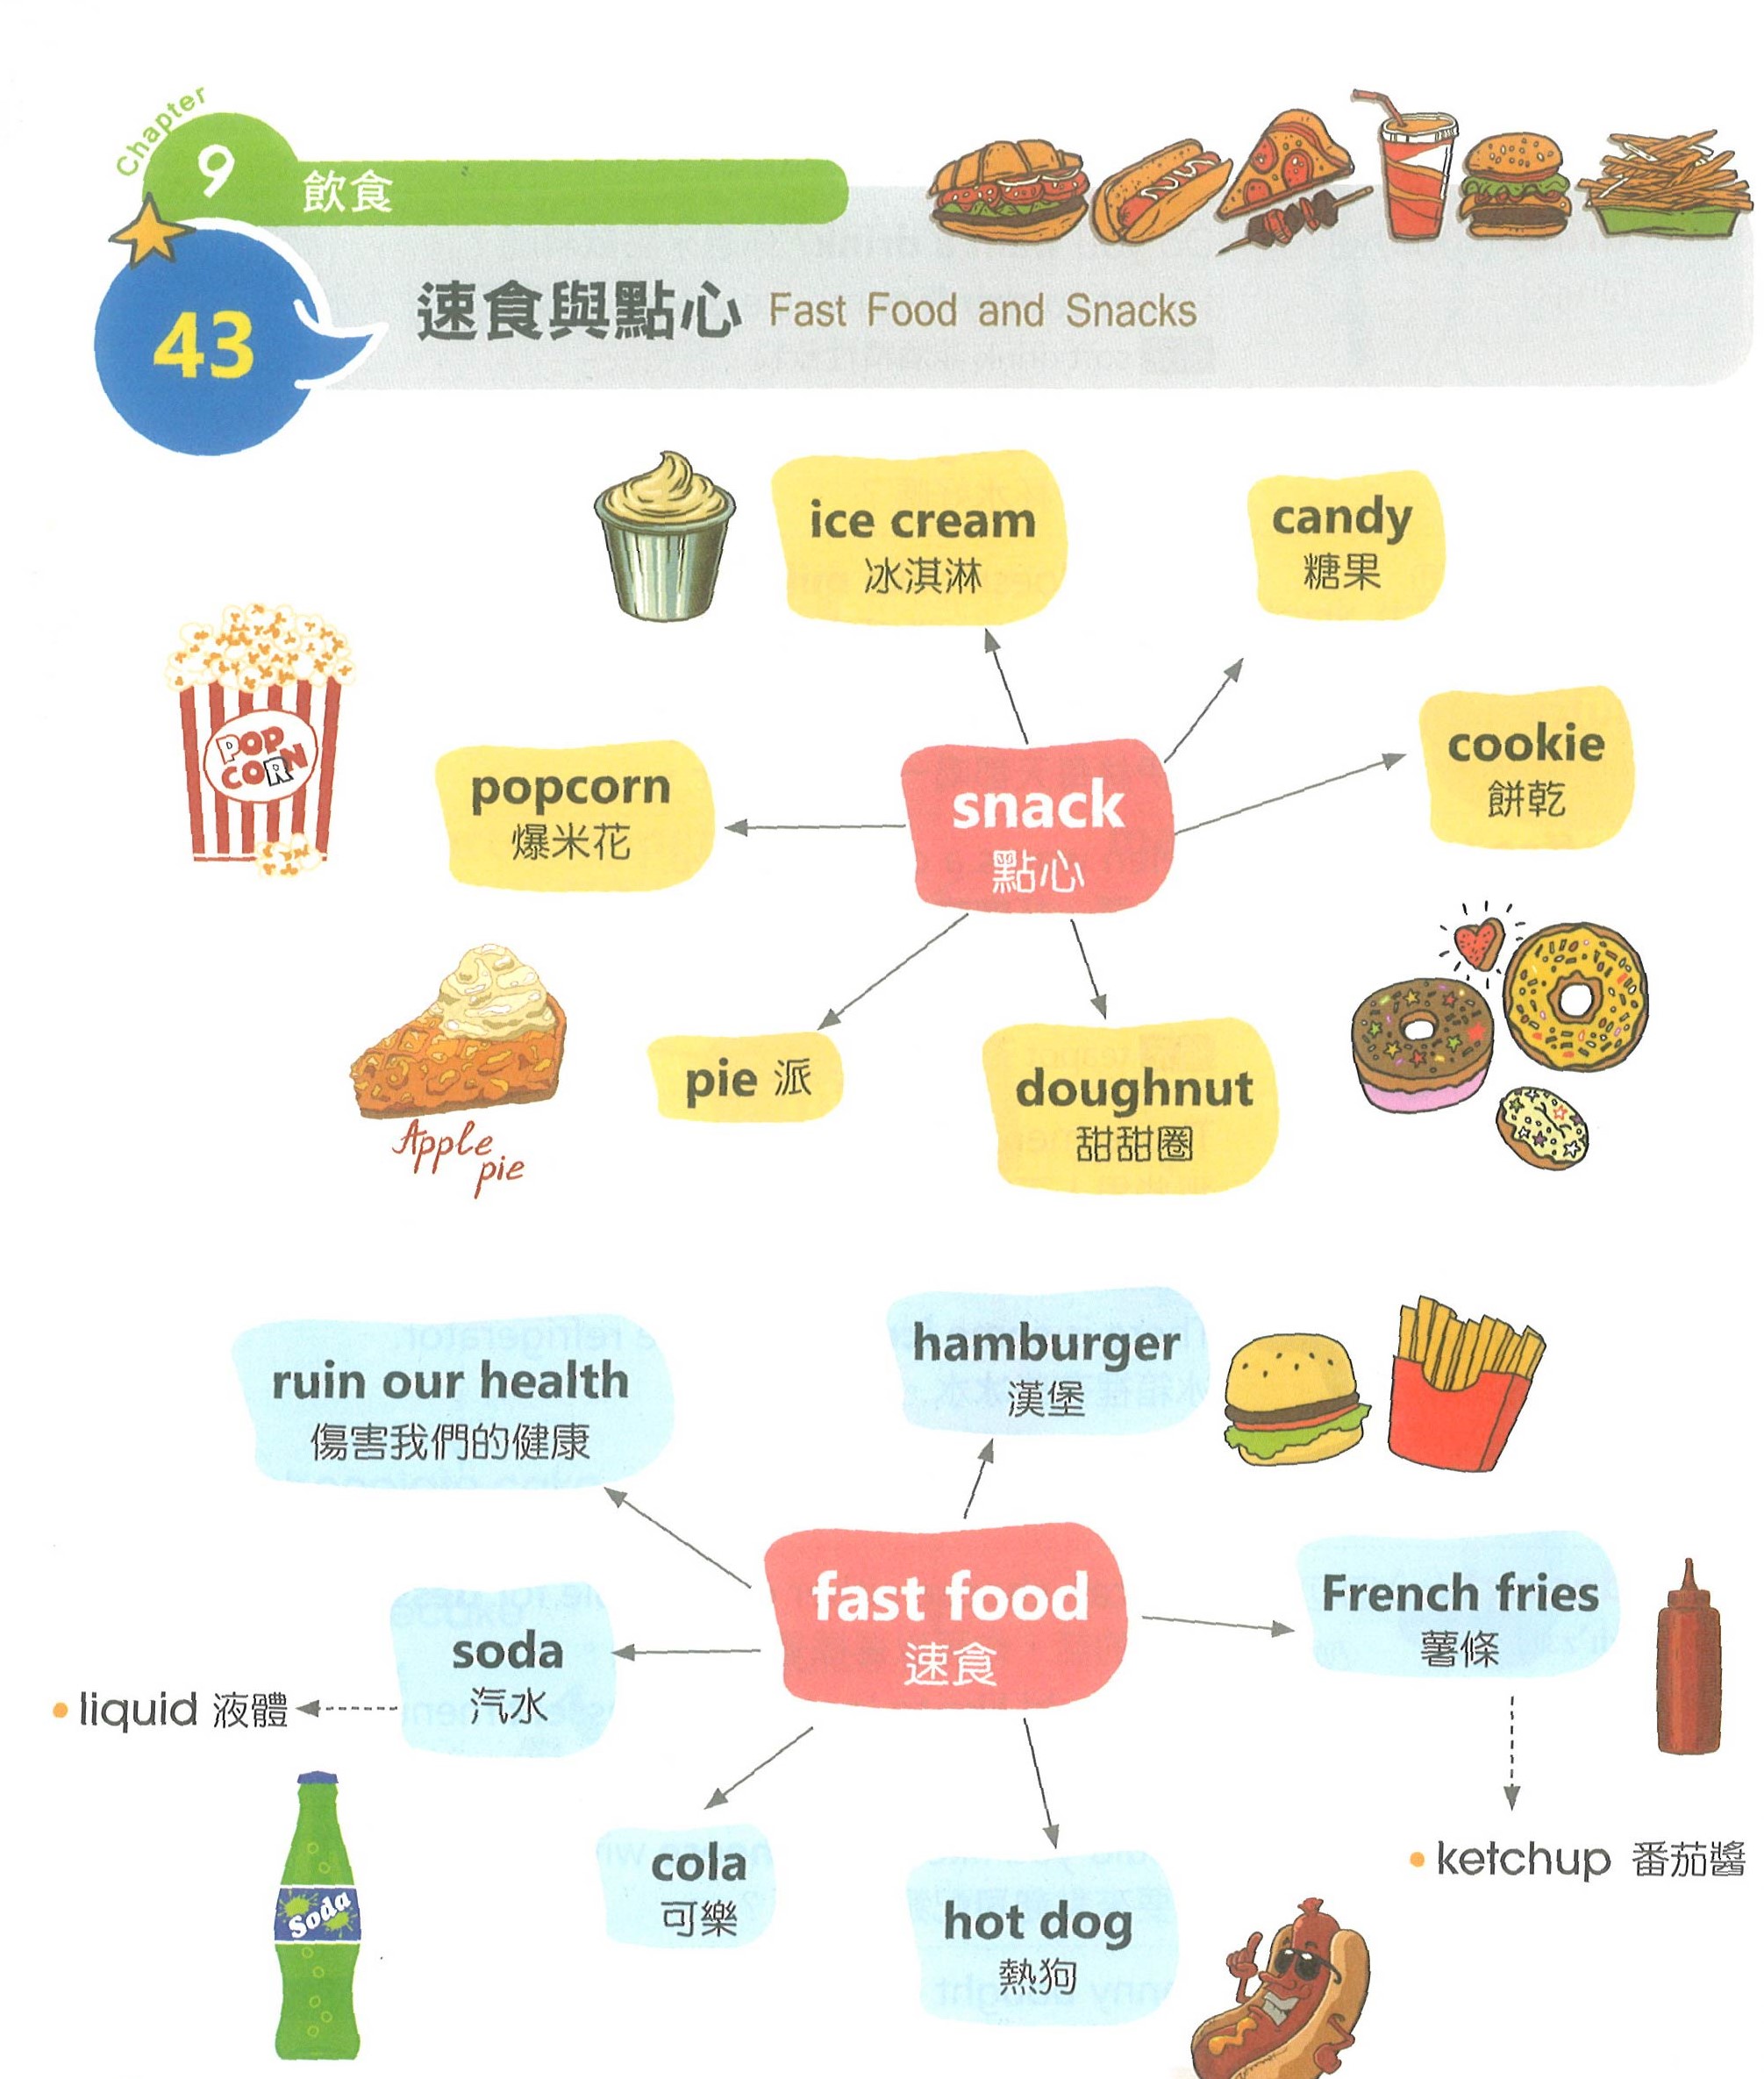 Chapter
9 飲食
43 速食與點心 Fast Food and Snacks
ice cream
冰淇淋
candy
糖果
POP
CORN
popcorn
爆米花
snack
點心
cookie
餅乾
Apple
pie
pie 派
doughnut
甜甜圈
ruin our health
傷害我們的健康
hamburger
漢堡
fast food
速食
French fries
薯條
soda
汽水
liquid 液體
ketchup 番茄醬
Soda
cola
可樂
hot dog
熱狗